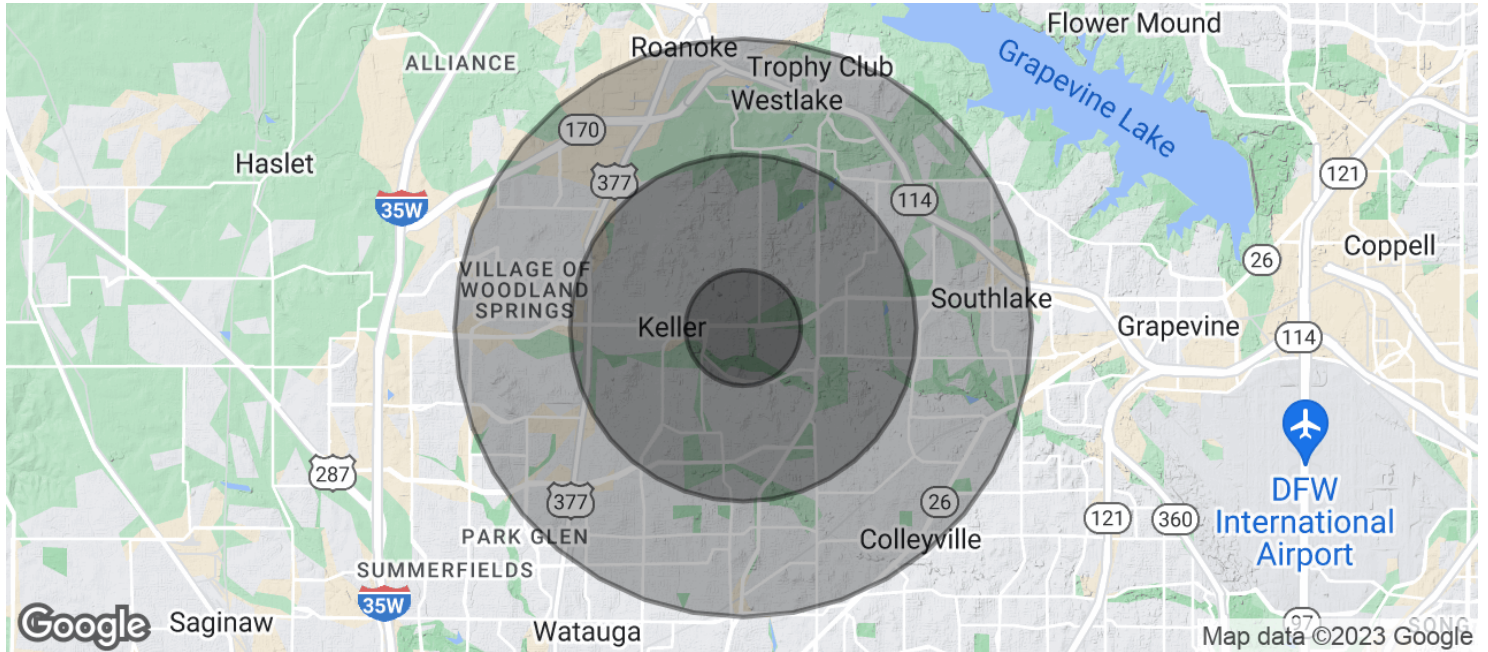 Flower Mound
Roanoke
ALLIANCE
Trophy Club
Westlake
Grapevine Lake
170
Haslet
121
377
114
35W
Coppell
26
VILLAGE OF
WOODLAND
SPRINGS
Southlake
Keller
Grapevine
114
287
377
26
DFW
International
Airport
121
360
PARK GLEN
Colleyville
SUMMERFIELDS
35W
Google
Saginaw
Watauga
97
SONG
Map data ©2023 Google